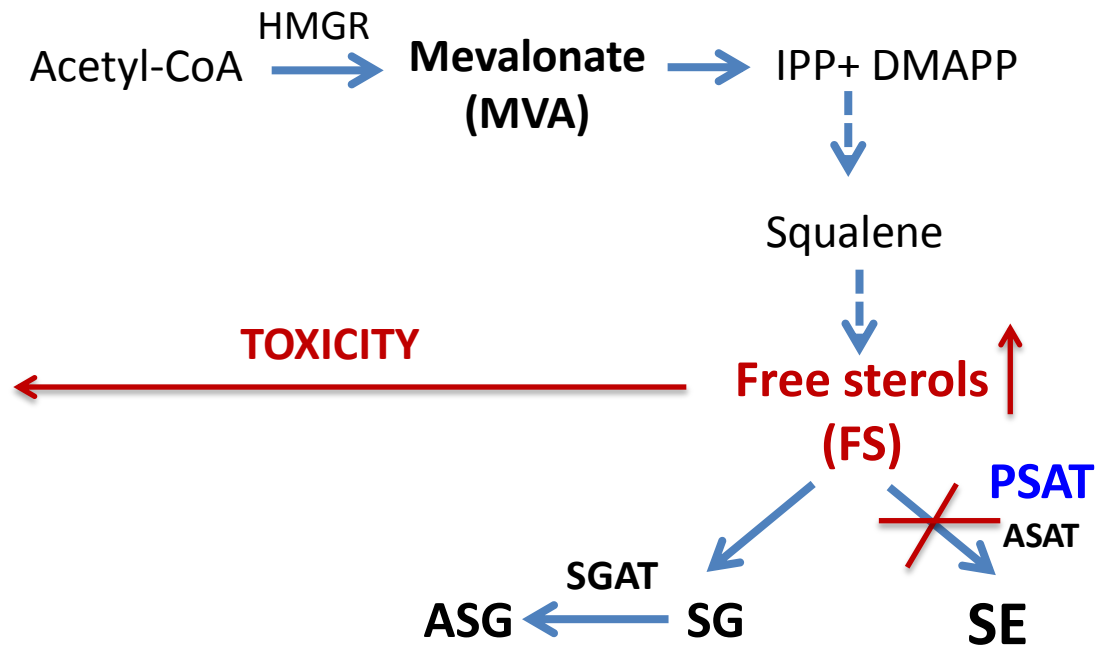 HMGR
Acetyl-CoA
Mevalonate
(MVA)
IPP+ DMAPP
Squalene
TOXICITY
Free sterols
(FS)
PSAT
ASAT
SGAT
ASG
SG
SE